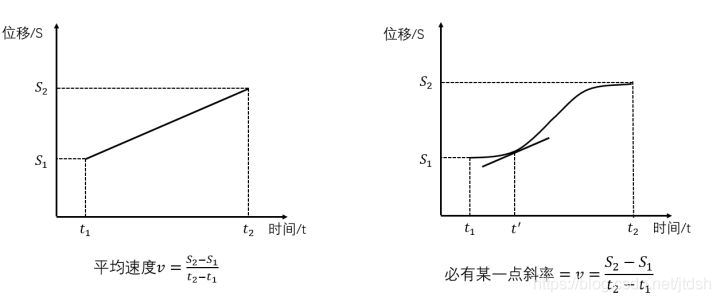 位移/S
S₂
S₁
t₁
t₂
时间/t
平均速度v = (S₂−S₁)/(t₂−t₁)
位移/S
S₂
S₁
t₁
t′
t₂
时间/t
必有某一点斜率 = v = (S₂ − S₁)/(t₂ − t₁)